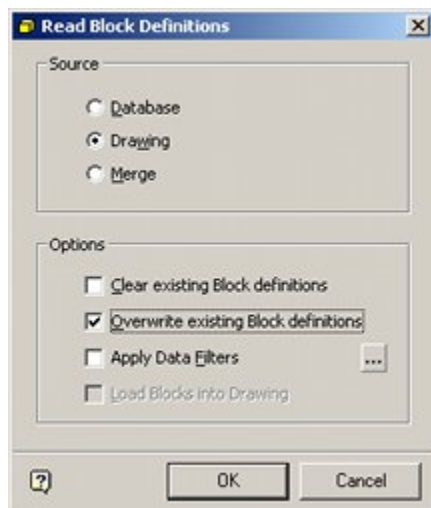 Read Block Definitions
Source
Database
Drawing
Merge
Options
Clear existing Block definitions
Overwrite existing Block definitions
Apply Data Filters
...
Load Blocks into Drawing
OK
Cancel